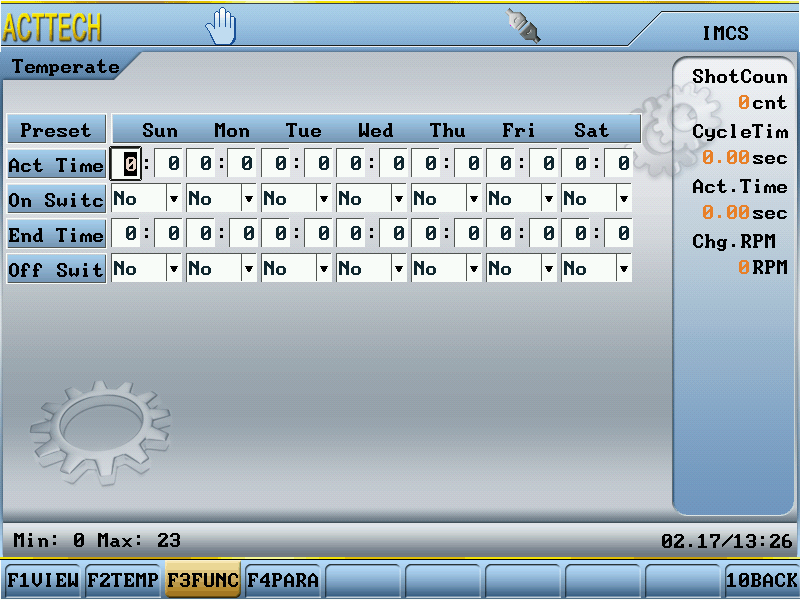 ACTTECH
IMCS
Temperate
Preset Sun Mon Tue Wed Thu Fri Sat
Act Time 0: 0 0: 0 0: 0 0: 0 0: 0 0: 0 0: 0
On Switc No No No No No No No
End Time 0: 0 0: 0 0: 0 0: 0 0: 0 0: 0 0: 0
Off Swit No No No No No No No
ShotCoun
0cnt
CycleTim
0.00sec
Act.Time
0.00sec
Chg.RPM
0RPM
Min: 0 Max: 23
02.17/13:26
F1VIEW F2TEMP F3FUNC F4PARA 10BACK